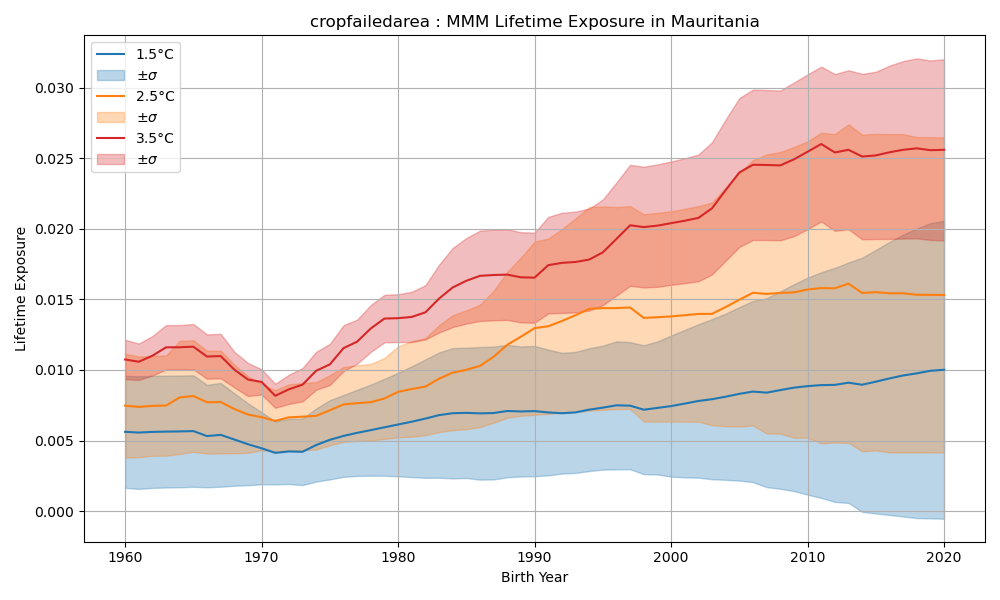 cropfailedarea : MMM Lifetime Exposure in Mauritania
1.5°C
±σ
2.5°C
±σ
3.5°C
±σ
0.030
0.025
0.020
0.015
0.010
0.005
0.000
Lifetime Exposure
1960 1970 1980 1990 2000 2010 2020
Birth Year